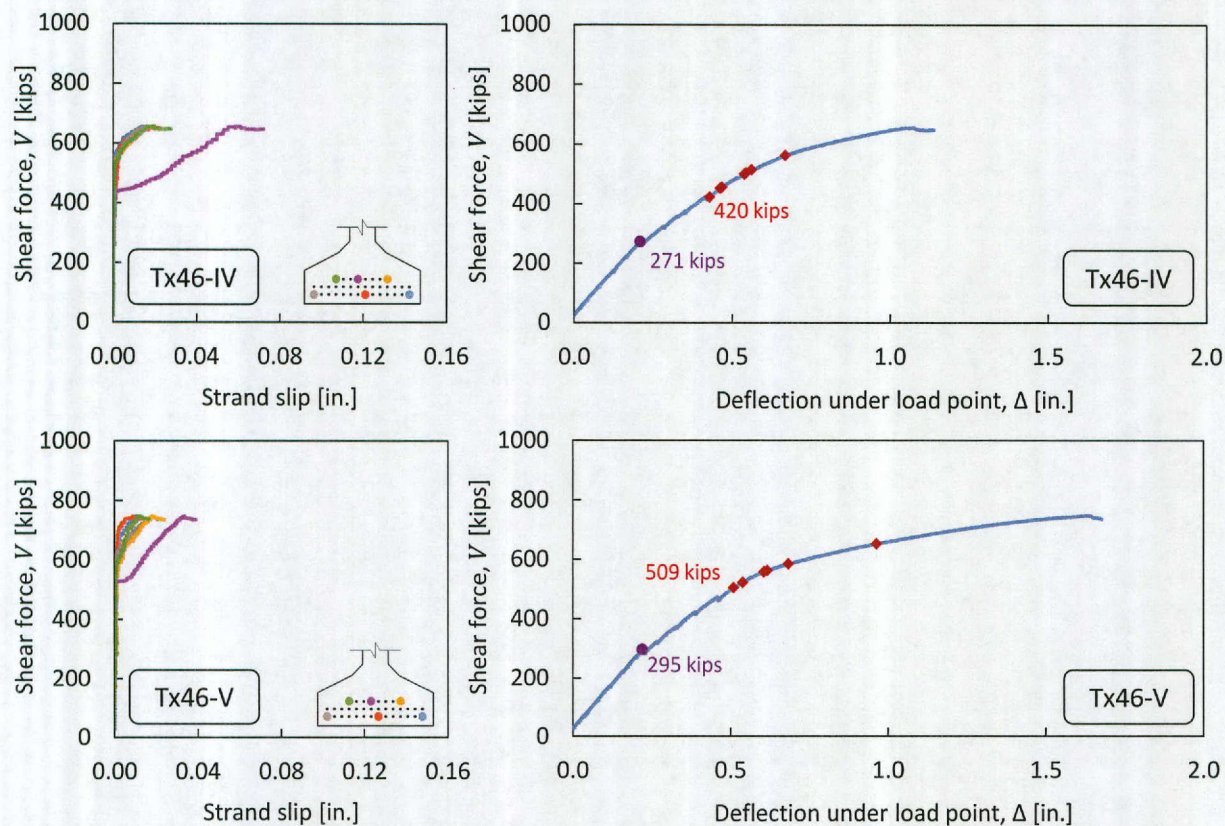 1000
800
600
400
200
0
Shear force, V [kips]
Tx46-IV
0.00 0.04 0.08 0.12 0.16
Strand slip [in.]
1000
800
600
400
200
0
Shear force, V [kips]
420 kips
271 kips
Tx46-IV
0.0 0.5 1.0 1.5 2.0
Deflection under load point, Δ [in.]
1000
800
600
400
200
0
Shear force, V [kips]
Tx46-V
0.00 0.04 0.08 0.12 0.16
Strand slip [in.]
1000
800
600
400
200
0
Shear force, V [kips]
509 kips
295 kips
Tx46-V
0.0 0.5 1.0 1.5 2.0
Deflection under load point, Δ [in.]